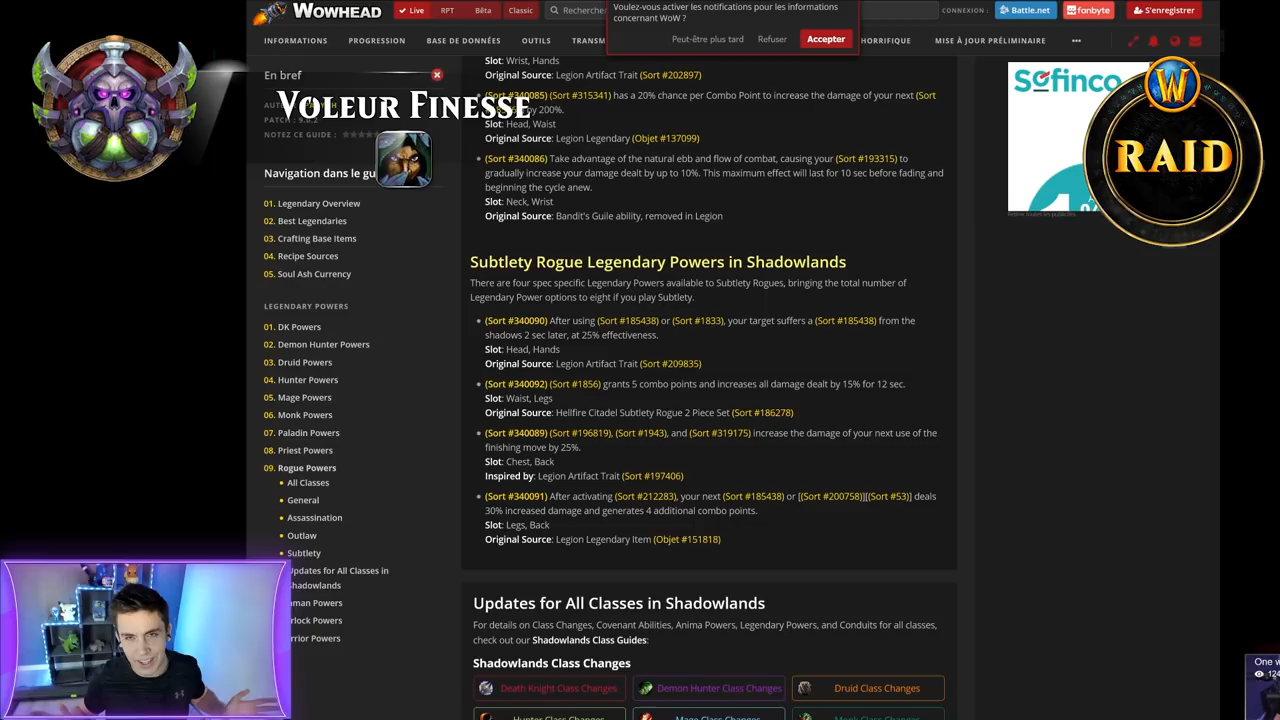 WOWHEAD
Live
RPT
Bêta
Classic
Rechercher
Voulez-vous activer les notifications pour les informations
concernant WoW ?
Peut-être plus tard
Refuser
Accepter
CONNEXION :
Battle.net
fanbyte
S'enregistrer
INFORMATIONS
PROGRESSION
BASE DE DONNÉES
OUTILS
TRANSM
HORRIFIQUE
MISE À JOUR PRÉLIMINAIRE
En bref
VOLEUR FINESSE
PATCH : 9.0.2
NOTEZ CE GUIDE :
Navigation dans le gu
01. Legendary Overview
02. Best Legendaries
03. Crafting Base Items
04. Recipe Sources
05. Soul Ash Currency
LEGENDARY POWERS
01. DK Powers
02. Demon Hunter Powers
03. Druid Powers
04. Hunter Powers
05. Mage Powers
06. Monk Powers
07. Paladin Powers
08. Priest Powers
09. Rogue Powers
All Classes
General
Assassination
Outlaw
Subtlety
Updates for All Classes in
Shadowlands
aman Powers
rlock Powers
rrior Powers
Slot: Wrist, Hands
Original Source: Legion Artifact Trait (Sort #202897)
(Sort #340085) (Sort #315341) has a 20% chance per Combo Point to increase the damage of your next (Sort
by 200%.
Slot: Head, Waist
Original Source: Legion Legendary (Objet #137099)
(Sort #340086) Take advantage of the natural ebb and flow of combat, causing your (Sort #193315) to
gradually increase your damage dealt by up to 10%. This maximum effect will last for 10 sec before fading and
beginning the cycle anew.
Slot: Neck, Wrist
Original Source: Bandit's Guile ability, removed in Legion
Subtlety Rogue Legendary Powers in Shadowlands
There are four spec specific Legendary Powers available to Subtlety Rogues, bringing the total number of
Legendary Power options to eight if you play Subtlety.
(Sort #340090) After using (Sort #185438) or (Sort #1833), your target suffers a (Sort #185438) from the
shadows 2 sec later, at 25% effectiveness.
Slot: Head, Hands
Original Source: Legion Artifact Trait (Sort #209835)
(Sort #340092) (Sort #1856) grants 5 combo points and increases all damage dealt by 15% for 12 sec.
Slot: Waist, Legs
Original Source: Hellfire Citadel Subtlety Rogue 2 Piece Set (Sort #186278)
(Sort #340089) (Sort #196819), (Sort #1943), and (Sort #319175) increase the damage of your next use of the
finishing move by 25%.
Slot: Chest, Back
Inspired by: Legion Artifact Trait (Sort #197406)
(Sort #340091) After activating (Sort #212283), your next (Sort #185438) or [(Sort #200758)][(Sort #53)] deals
30% increased damage and generates 4 additional combo points.
Slot: Legs, Back
Original Source: Legion Legendary Item (Objet #151818)
Updates for All Classes in Shadowlands
For details on Class Changes, Covenant Abilities, Anima Powers, Legendary Powers, and Conduits for all classes,
check out our Shadowlands Class Guides:
Shadowlands Class Changes
Death Knight Class Changes
Demon Hunter Class Changes
Druid Class Changes
Hunter Class Changes
Mage Class Changes
Monk Class Changes
Sofinco
W
RAID
One w
124